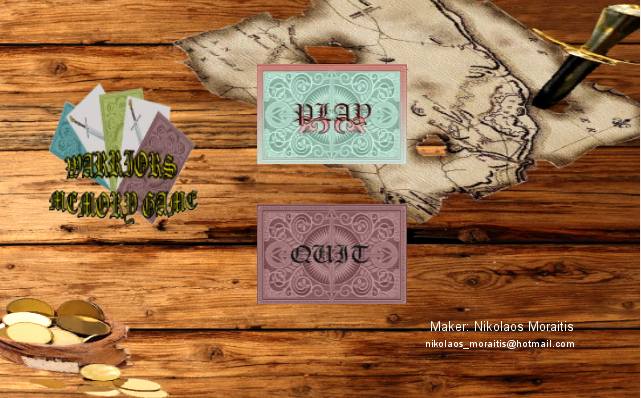 PLAY
WARRIORS
MEMORY GAME
QUIT
Maker: Nikolaos Moraitis
nikolaos_moraitis@hotmail.com